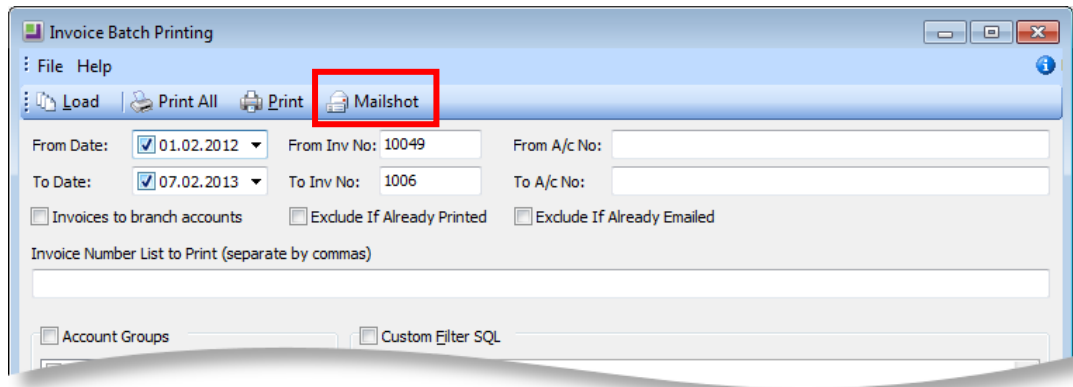 Invoice Batch Printing
File Help
Load Print All Print Mailshot
From Date: 01.02.2012 From Inv No: 10049 From A/c No:
To Date: 07.02.2013 To Inv No: 1006 To A/c No:
Invoices to branch accounts Exclude If Already Printed Exclude If Already Emailed
Invoice Number List to Print (separate by commas)
Account Groups Custom Filter SQL